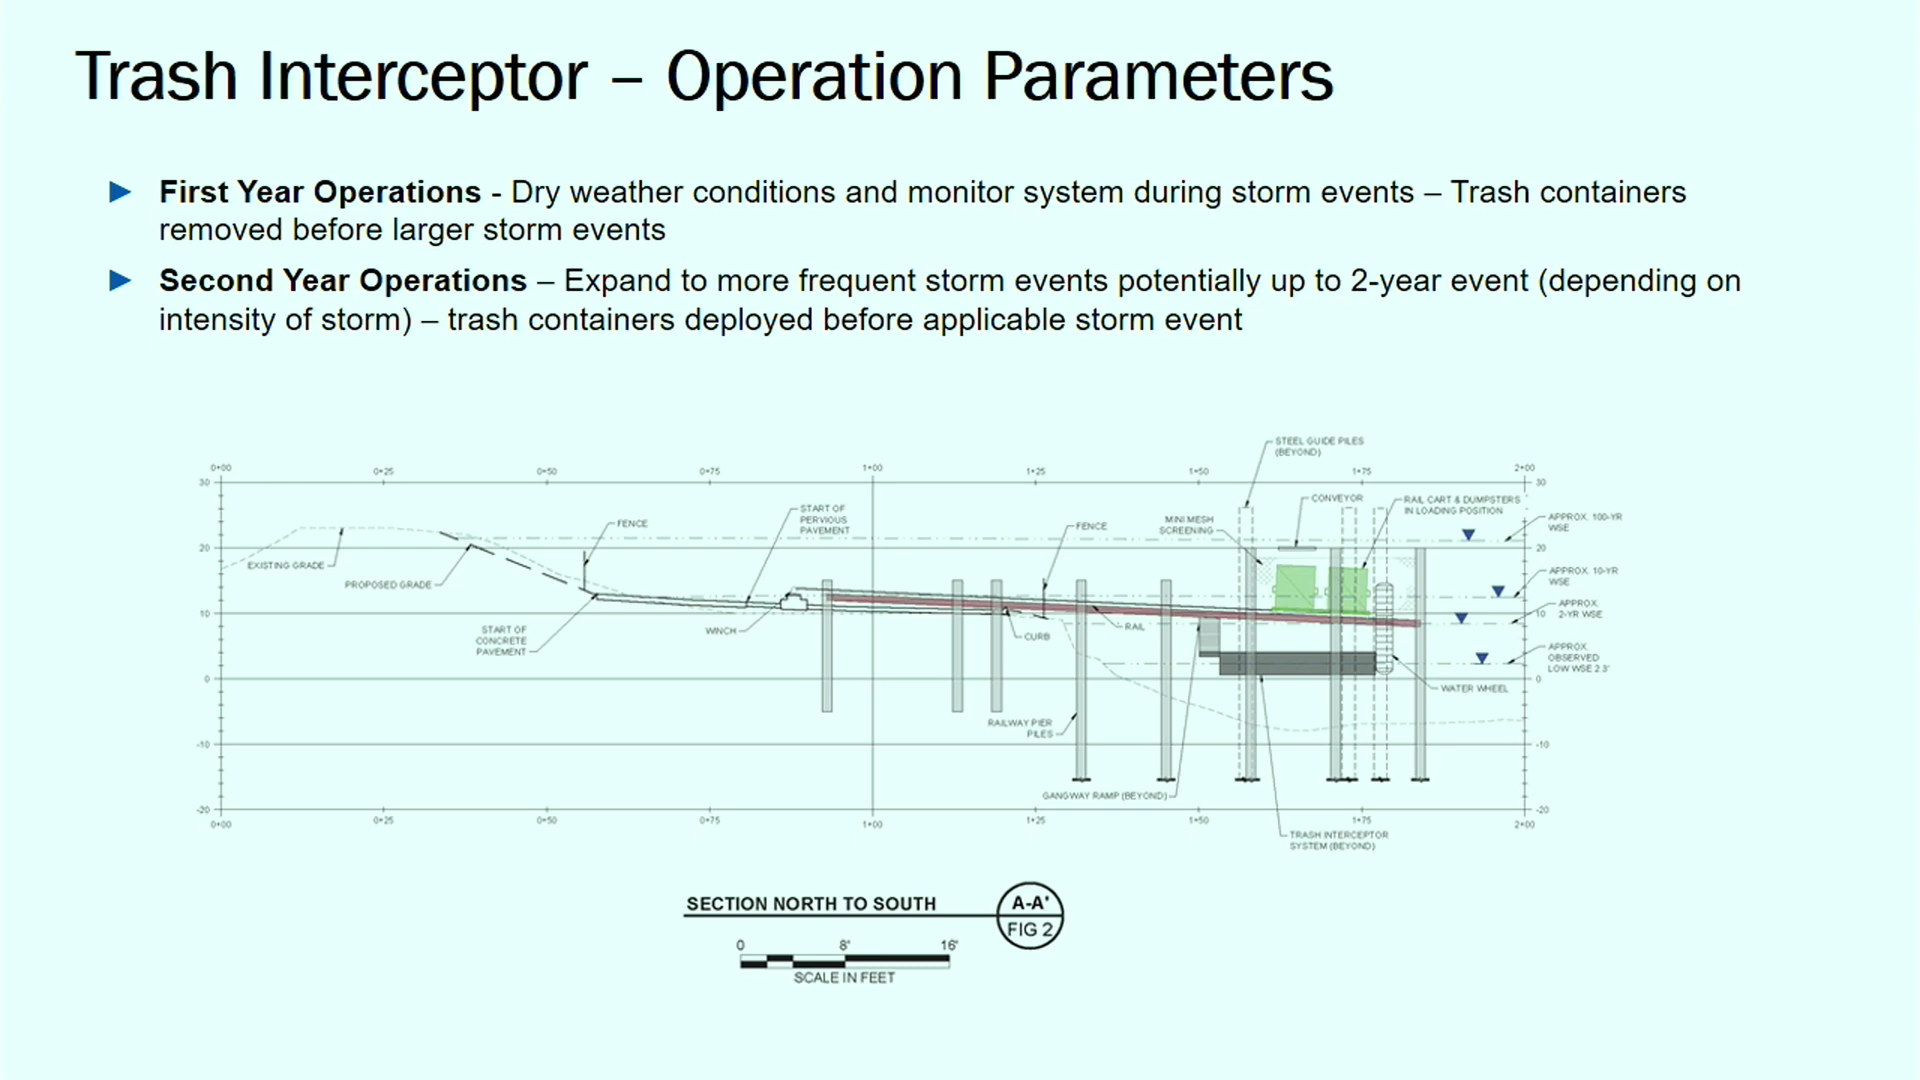 Trash Interceptor – Operation Parameters
First Year Operations - Dry weather conditions and monitor system during storm events – Trash containers
removed before larger storm events
Second Year Operations – Expand to more frequent storm events potentially up to 2-year event (depending on
intensity of storm) – trash containers deployed before applicable storm event
STEEL GUIDE PILES
(BEYOND)
0+00
0+25
0+50
0+75
1+00
1+25
1+50
1+75
2+00
30
30
CONVEYOR
RAIL CART & DUMPSTERS
IN LOADING POSITION
START OF
PERVIOUS
PAVEMENT
FENCE
FENCE
MINI MESH
SCREENING
APPROX. 100-YR
WSE
20
20
EXISTING GRADE
PROPOSED GRADE
APPROX. 10-YR
WSE
10
10
APPROX.
2-YR WSE
START OF
CONCRETE
PAVEMENT
WINCH
CURB
RAIL
APPROX.
OBSERVED
LOW WSE 2.3'
0
0
WATER WHEEL
RAILWAY PIER
PILES
-10
-10
GANGWAY RAMP (BEYOND)
-20
-20
0+00
0+25
0+50
0+75
1+00
1+25
1+50
1+75
2+00
TRASH INTERCEPTOR
SYSTEM (BEYOND)
SECTION NORTH TO SOUTH
A-A'
FIG 2
0
8'
16'
SCALE IN FEET